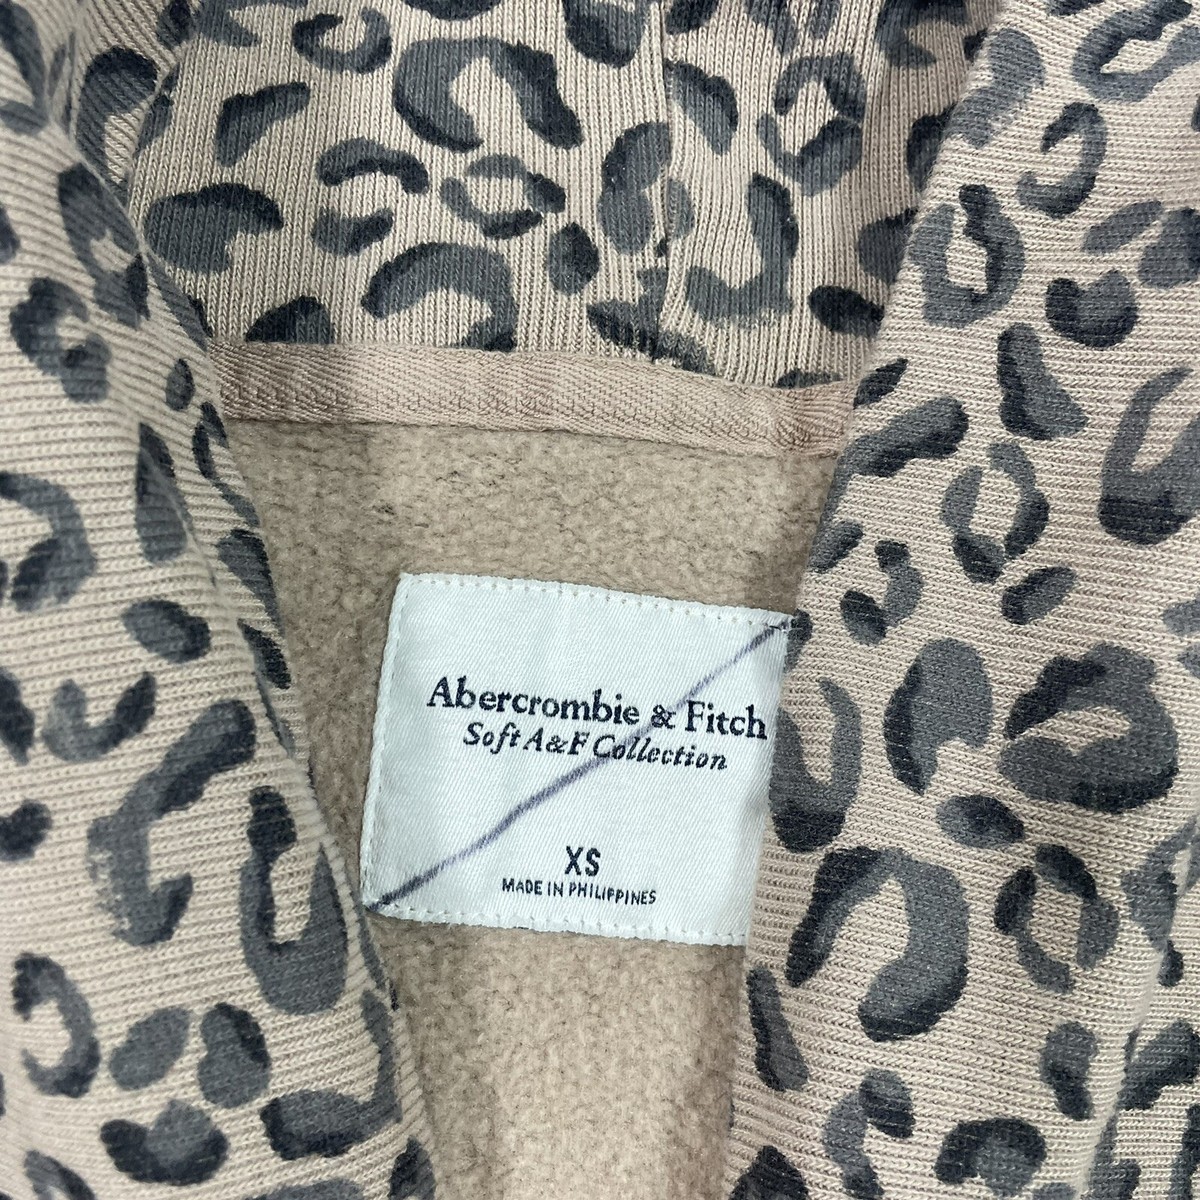 Abercrombie & Fitch
Soft A&F Collection
XS
MADE IN PHILIPPINES